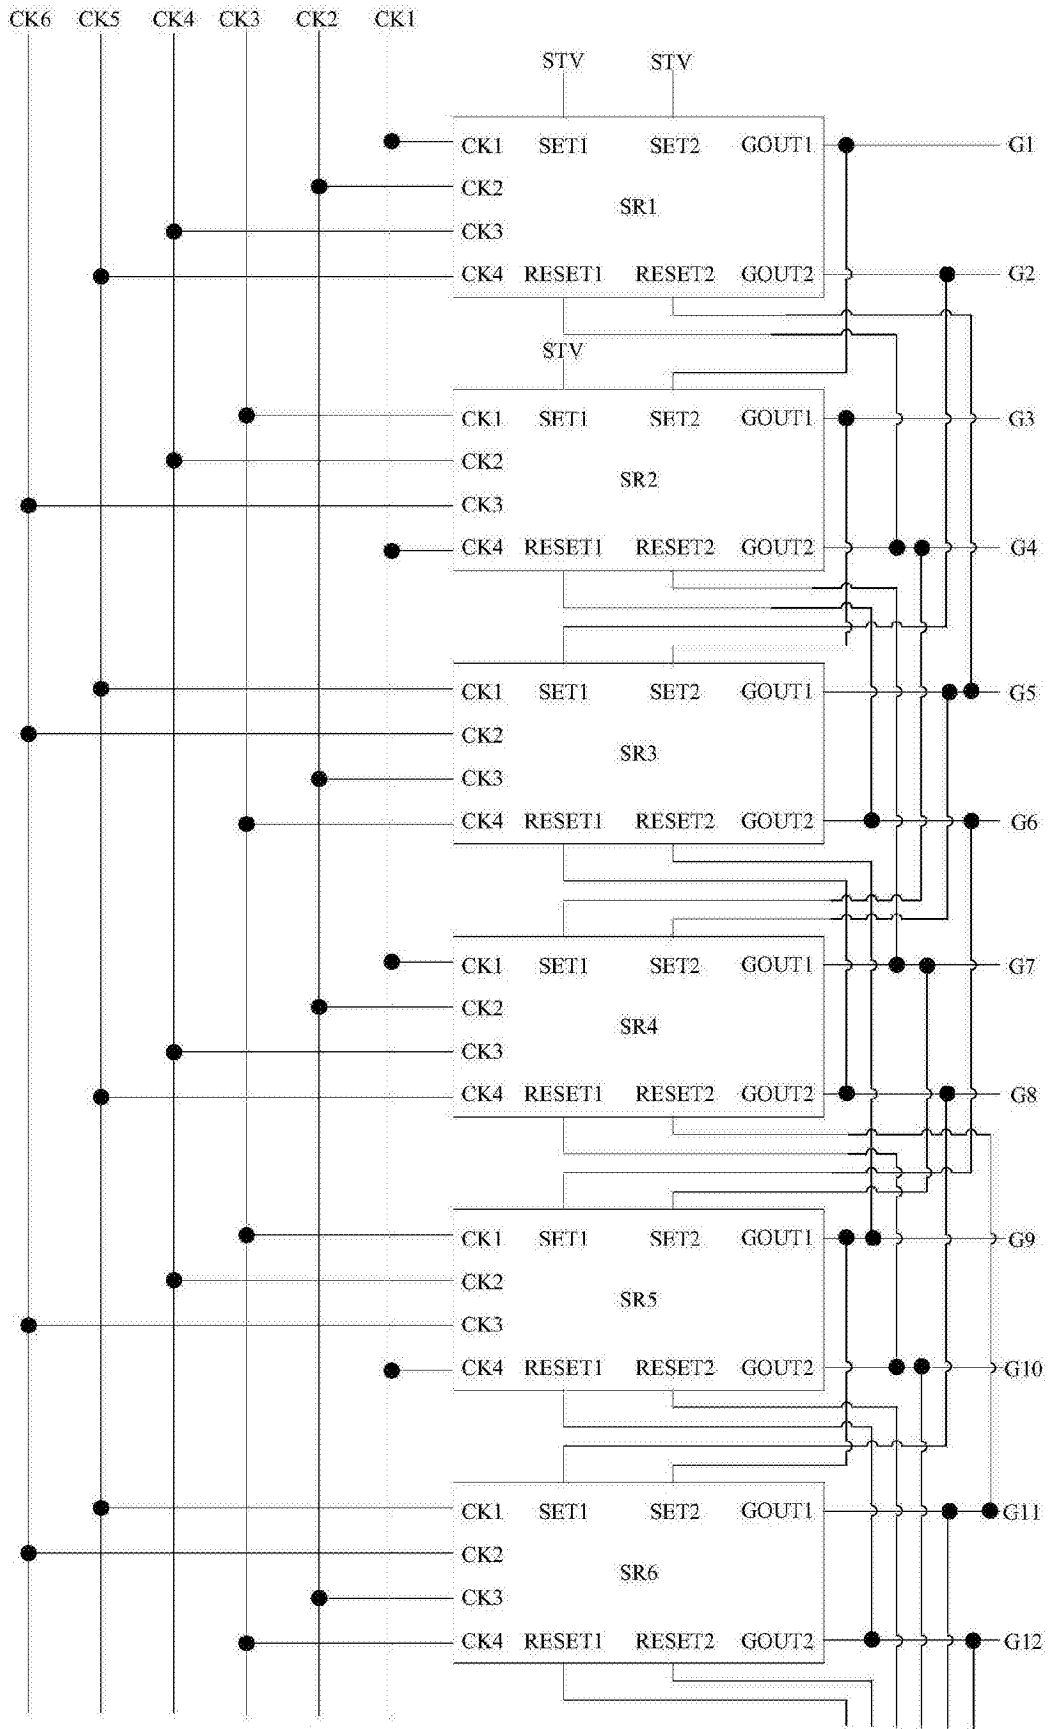 CK6 CK5 CK4 CK3 CK2 CK1
STV STV
CK1 SET1 SET2 GOUT1 G1
CK2
SR1
CK3
CK4 RESET1 RESET2 GOUT2 G2
STV
CK1 SET1 SET2 GOUT1 G3
CK2
SR2
CK3
CK4 RESET1 RESET2 GOUT2 G4
CK1 SET1 SET2 GOUT1 G5
CK2
SR3
CK3
CK4 RESET1 RESET2 GOUT2 G6
CK1 SET1 SET2 GOUT1 G7
CK2
SR4
CK3
CK4 RESET1 RESET2 GOUT2 G8
CK1 SET1 SET2 GOUT1 G9
CK2
SR5
CK3
CK4 RESET1 RESET2 GOUT2 G10
CK1 SET1 SET2 GOUT1 G11
CK2
SR6
CK3
CK4 RESET1 RESET2 GOUT2 G12